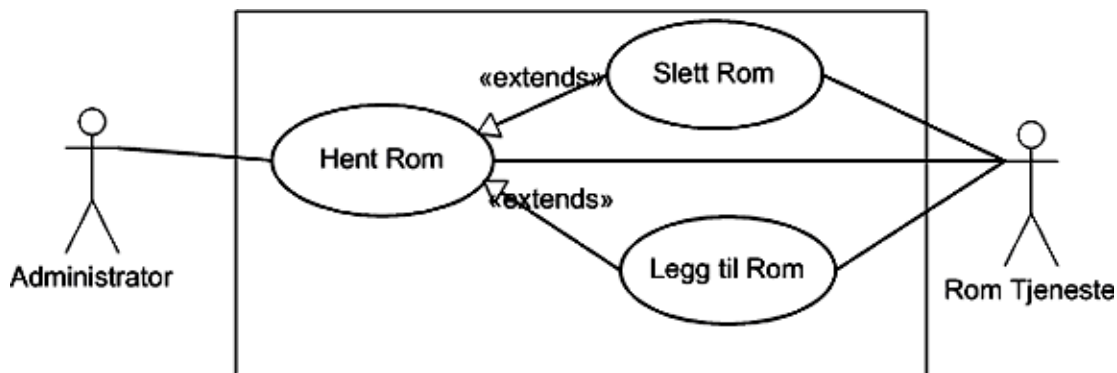 Slett Rom
«extends»
Hent Rom
«extends»
Legg til Rom
Administrator
Rom Tjeneste